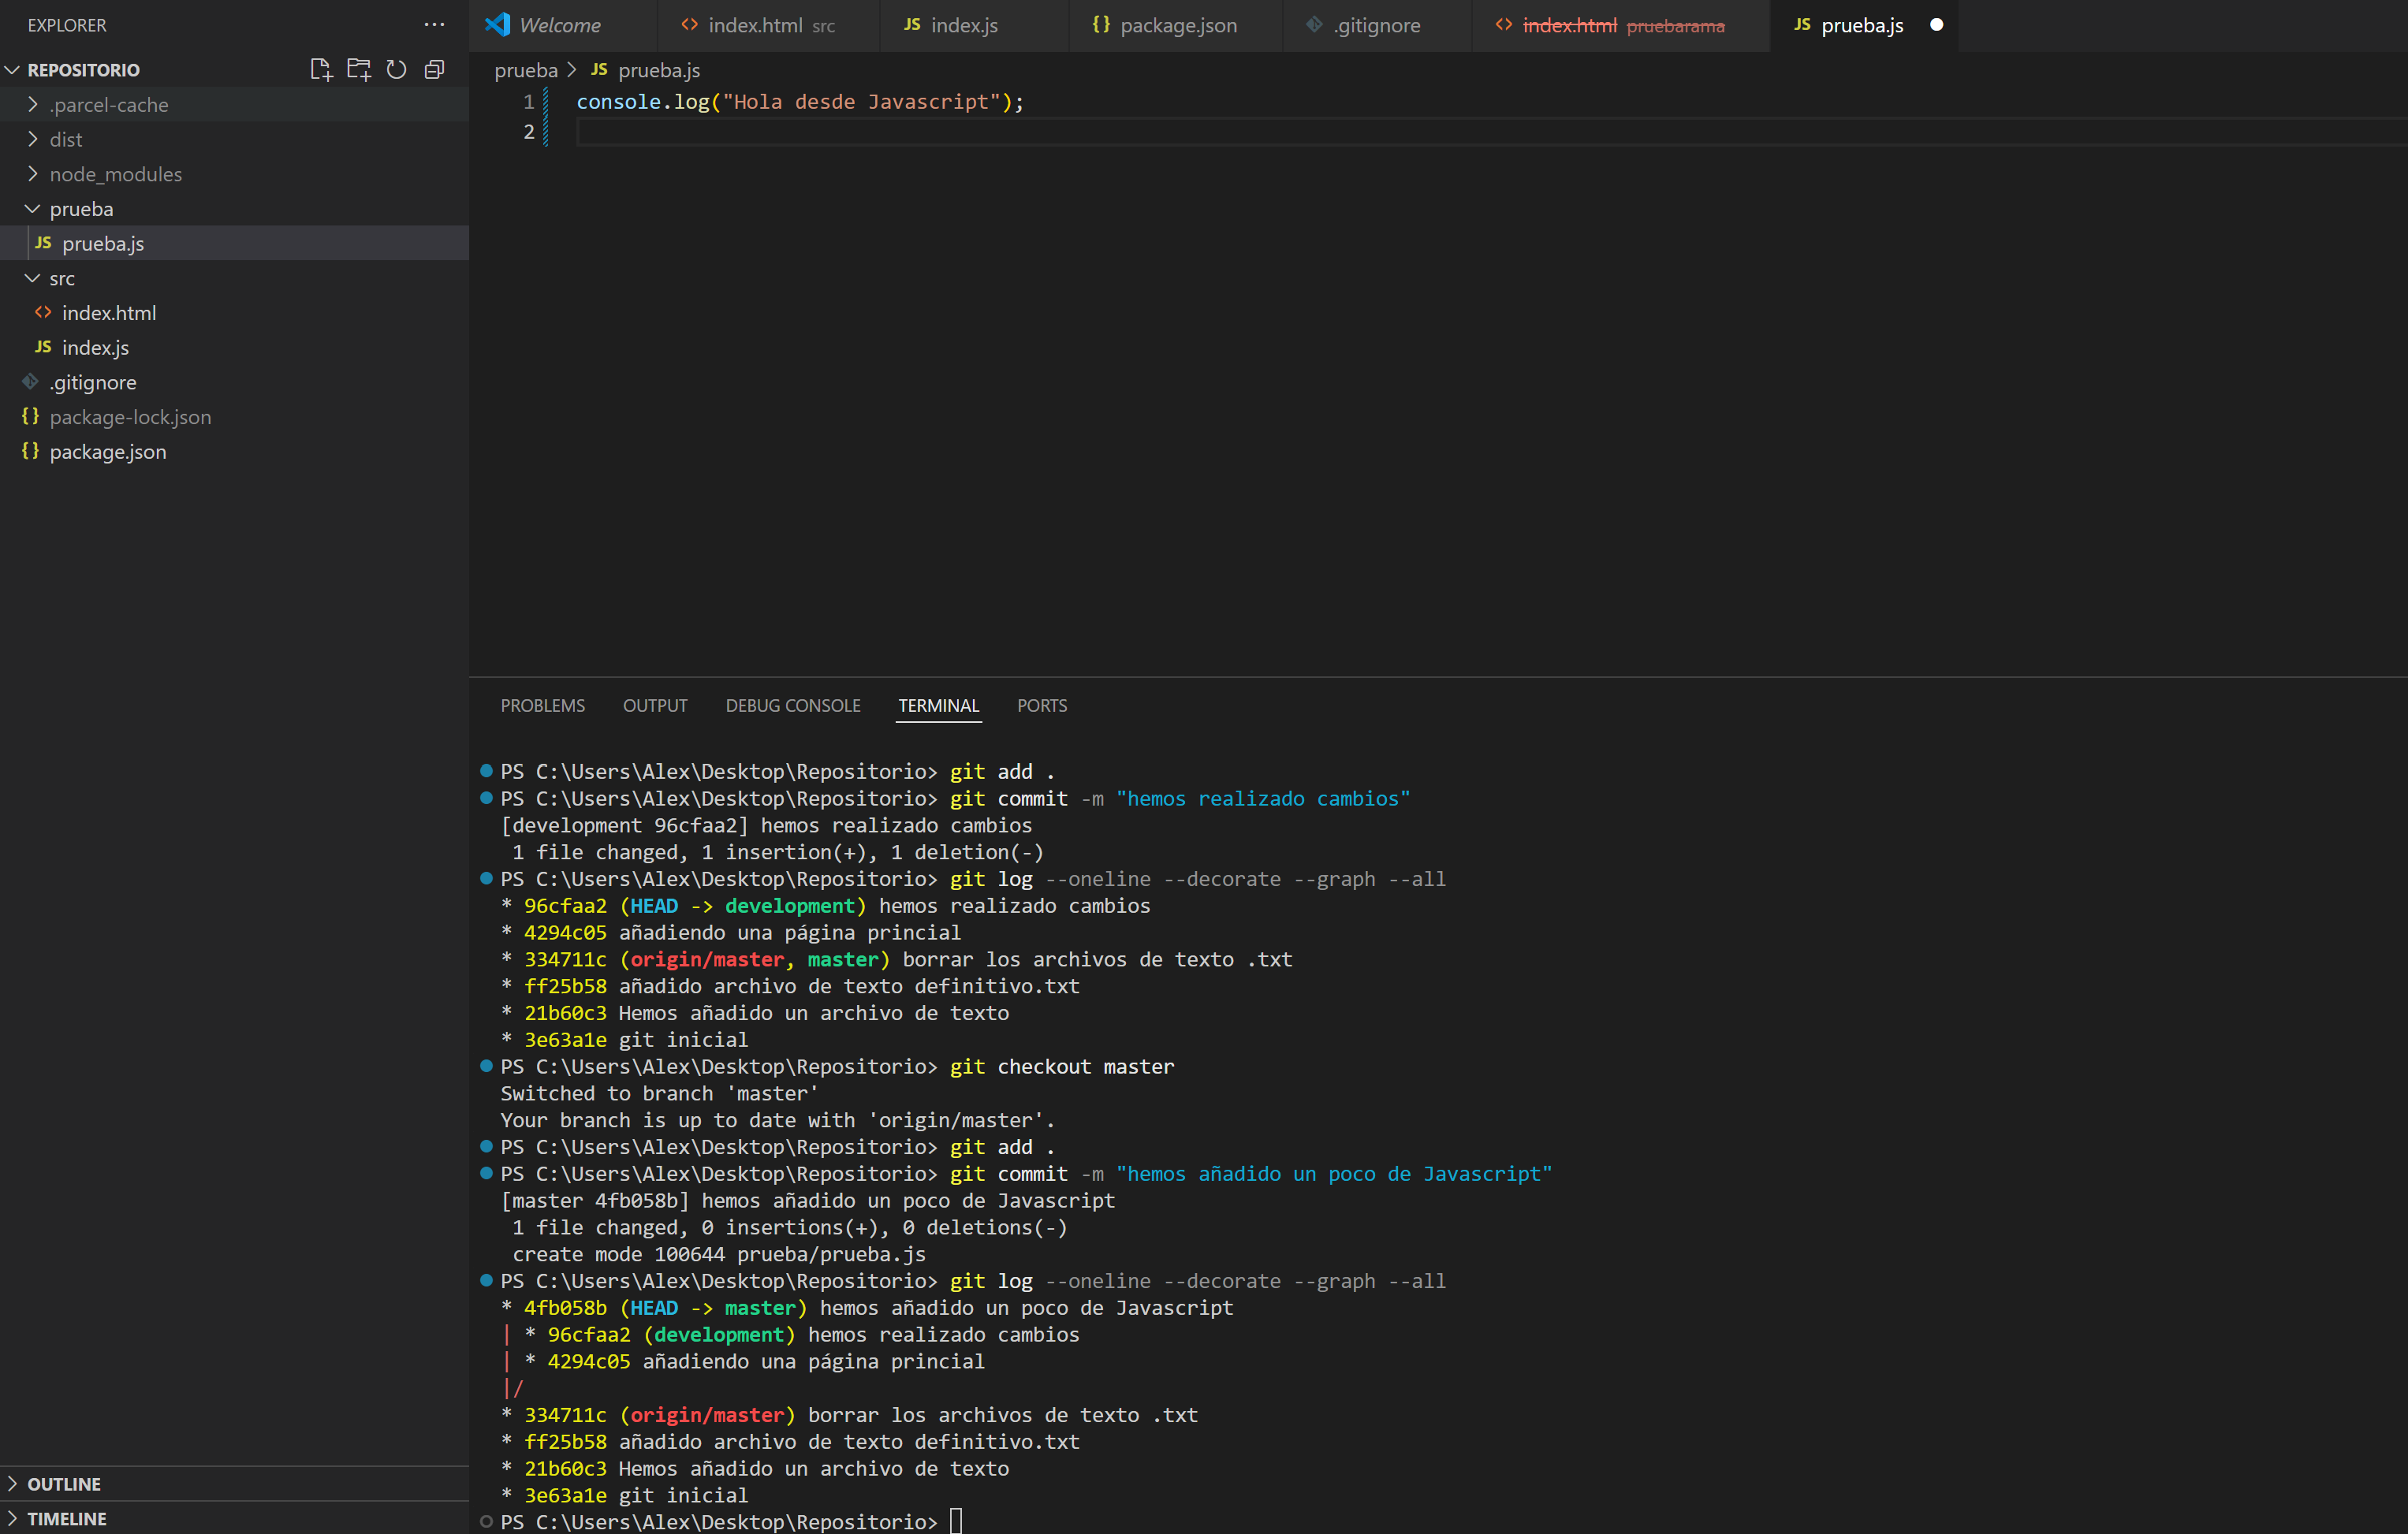 EXPLORER
REPOSITORIO
.parcel-cache
dist
node_modules
prueba
JS prueba.js
src
<> index.html
JS index.js
.gitignore
{} package-lock.json
{} package.json
OUTLINE
TIMELINE
Welcome
<> index.html src
JS index.js
{} package.json
.gitignore
<> index.html pruebarama
JS prueba.js
prueba > JS prueba.js
1 console.log("Hola desde Javascript");
2
PROBLEMS OUTPUT DEBUG CONSOLE TERMINAL PORTS
PS C:\Users\Alex\Desktop\Repositorio> git add .
PS C:\Users\Alex\Desktop\Repositorio> git commit -m "hemos realizado cambios"
[development 96cfaa2] hemos realizado cambios
1 file changed, 1 insertion(+), 1 deletion(-)
PS C:\Users\Alex\Desktop\Repositorio> git log --oneline --decorate --graph --all
* 96cfaa2 (HEAD -> development) hemos realizado cambios
* 4294c05 añadiendo una página princial
* 334711c (origin/master, master) borrar los archivos de texto .txt
* ff25b58 añadido archivo de texto definitivo.txt
* 21b60c3 Hemos añadido un archivo de texto
* 3e63a1e git inicial
PS C:\Users\Alex\Desktop\Repositorio> git checkout master
Switched to branch 'master'
Your branch is up to date with 'origin/master'.
PS C:\Users\Alex\Desktop\Repositorio> git add .
PS C:\Users\Alex\Desktop\Repositorio> git commit -m "hemos añadido un poco de Javascript"
[master 4fb058b] hemos añadido un poco de Javascript
1 file changed, 0 insertions(+), 0 deletions(-)
create mode 100644 prueba/prueba.js
PS C:\Users\Alex\Desktop\Repositorio> git log --oneline --decorate --graph --all
* 4fb058b (HEAD -> master) hemos añadido un poco de Javascript
| * 96cfaa2 (development) hemos realizado cambios
| * 4294c05 añadiendo una página princial
|/
* 334711c (origin/master) borrar los archivos de texto .txt
* ff25b58 añadido archivo de texto definitivo.txt
* 21b60c3 Hemos añadido un archivo de texto
* 3e63a1e git inicial
PS C:\Users\Alex\Desktop\Repositorio>